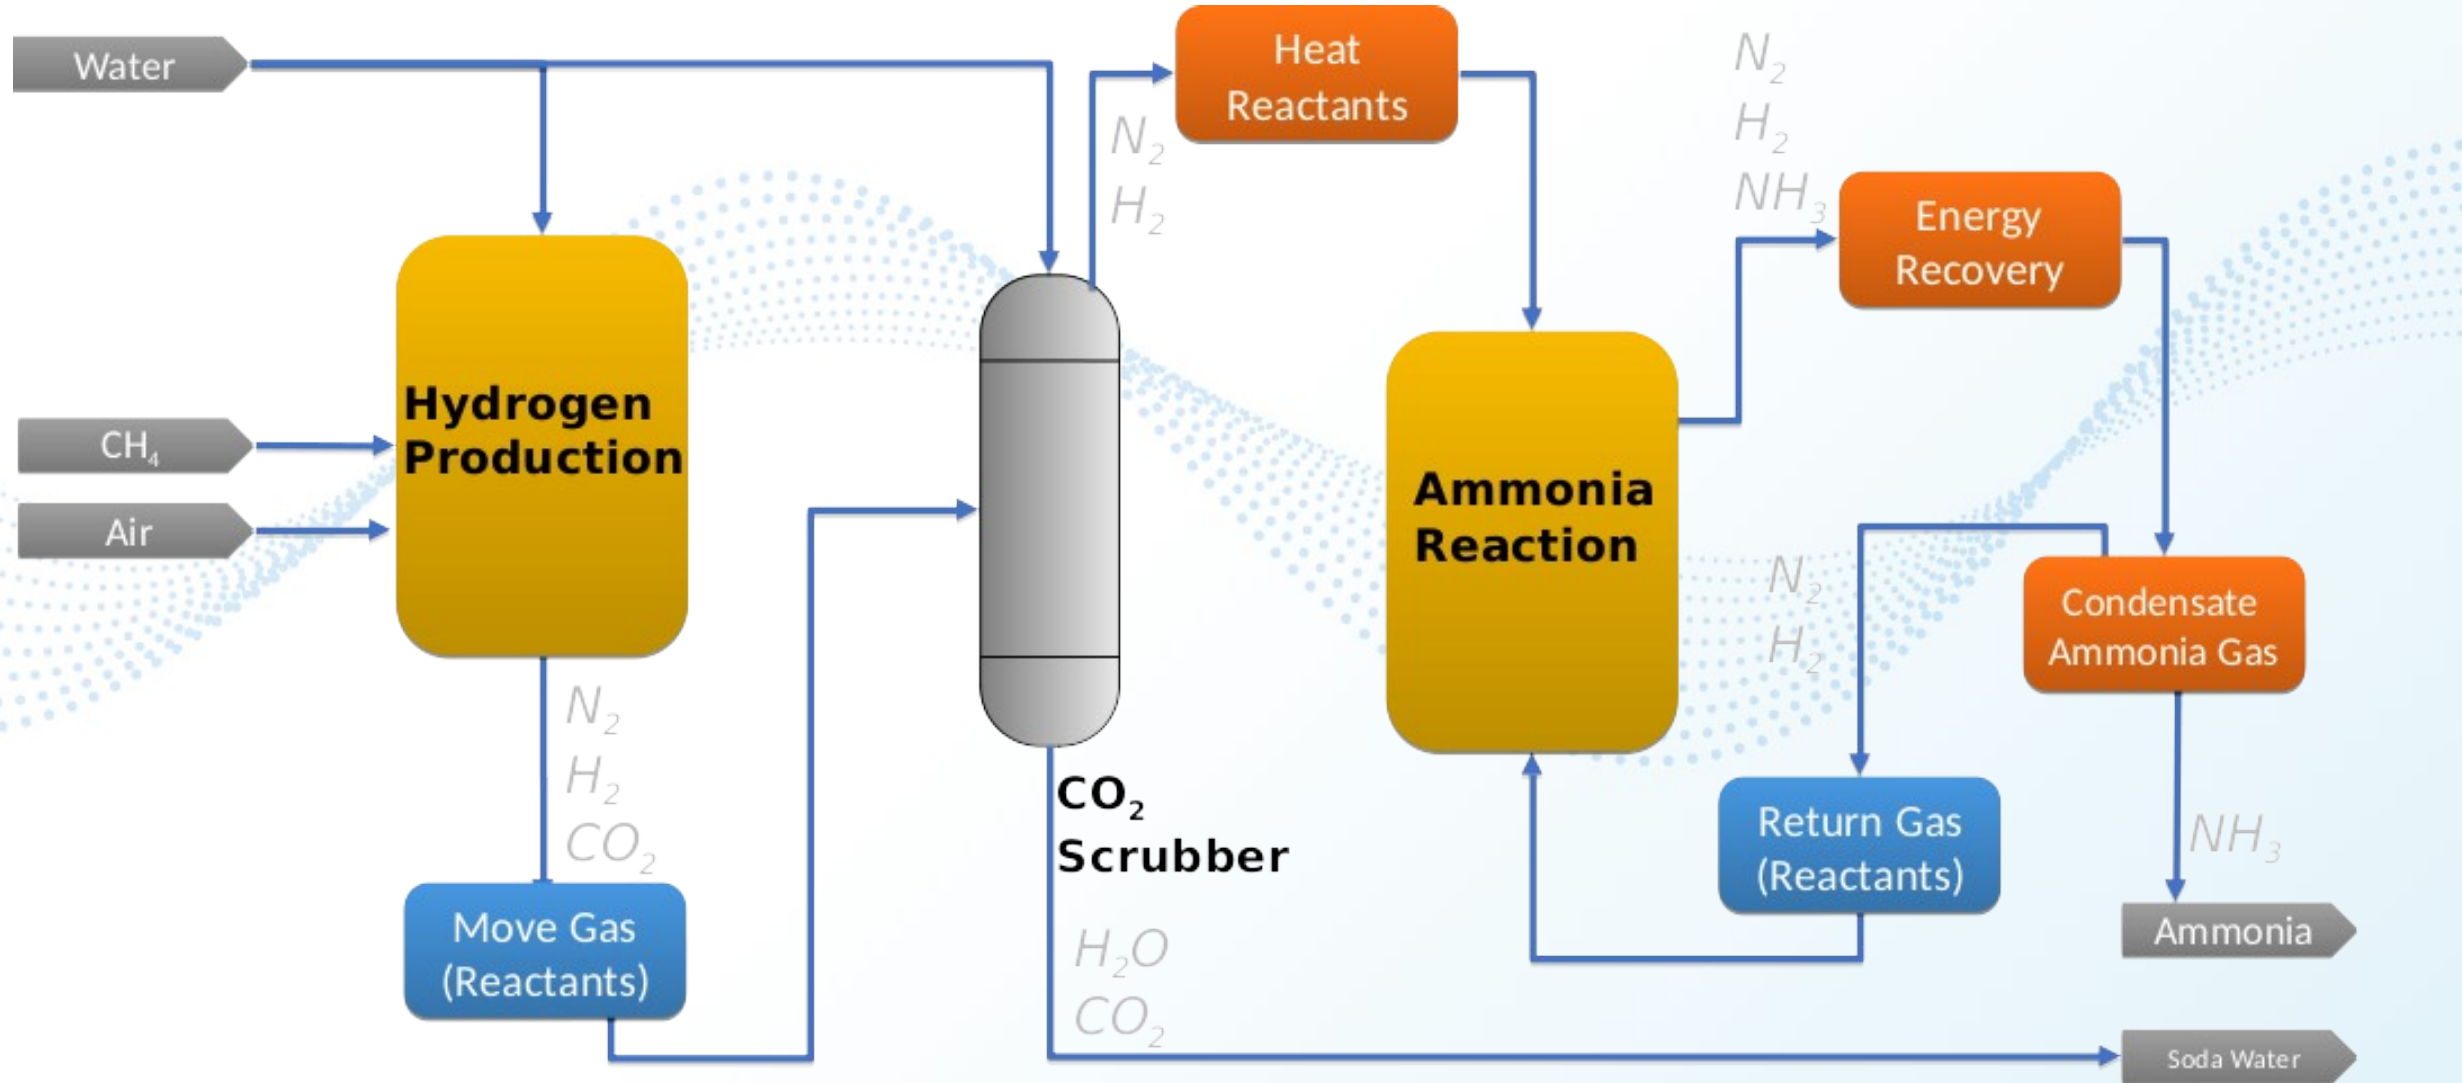 Water
Heat
Reactants
N₂
H₂
N₂
H₂
NH₃
Energy
Recovery
Hydrogen
Production
CH₄
Air
Ammonia
Reaction
N₂
H₂
Condensate
Ammonia Gas
N₂
H₂
CO₂
CO₂
Scrubber
Return Gas
(Reactants)
NH₃
Move Gas
(Reactants)
H₂O
CO₂
Ammonia
Soda Water